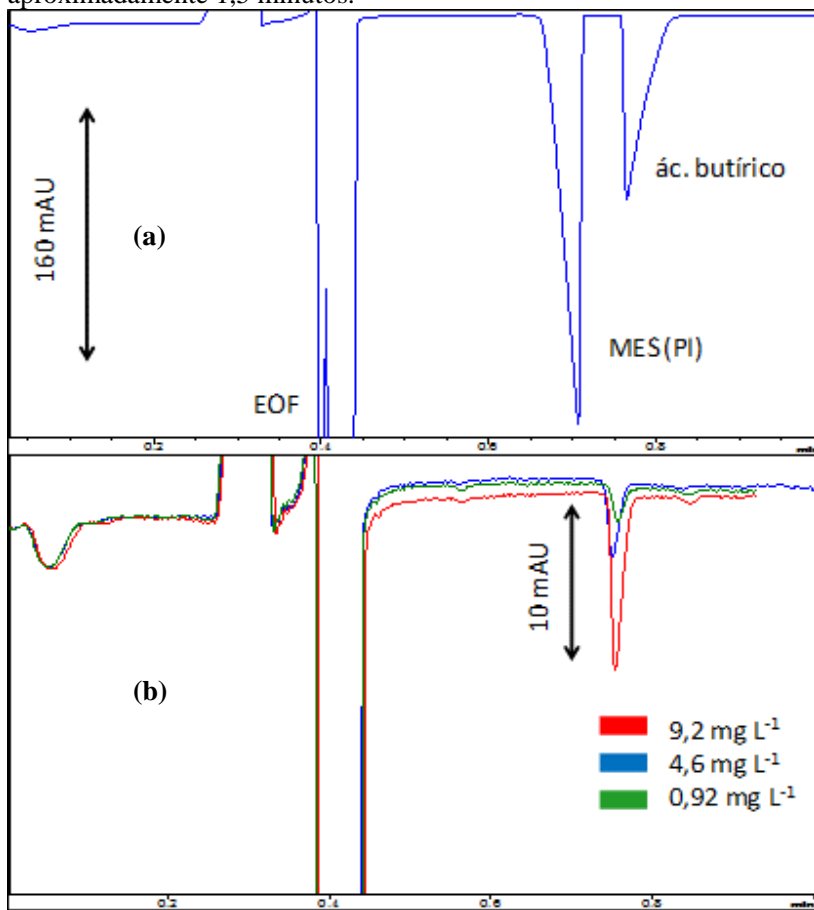 aproximadamente 1,5 minutos.
160 mAU
(a)
ác. butírico
MES(PI)
EOF
0.2 0.4 0.6 0.8 min
10 mAU
(b)
9,2 mg L⁻¹
4,6 mg L⁻¹
0,92 mg L⁻¹
0.2 0.4 0.6 0.8 min